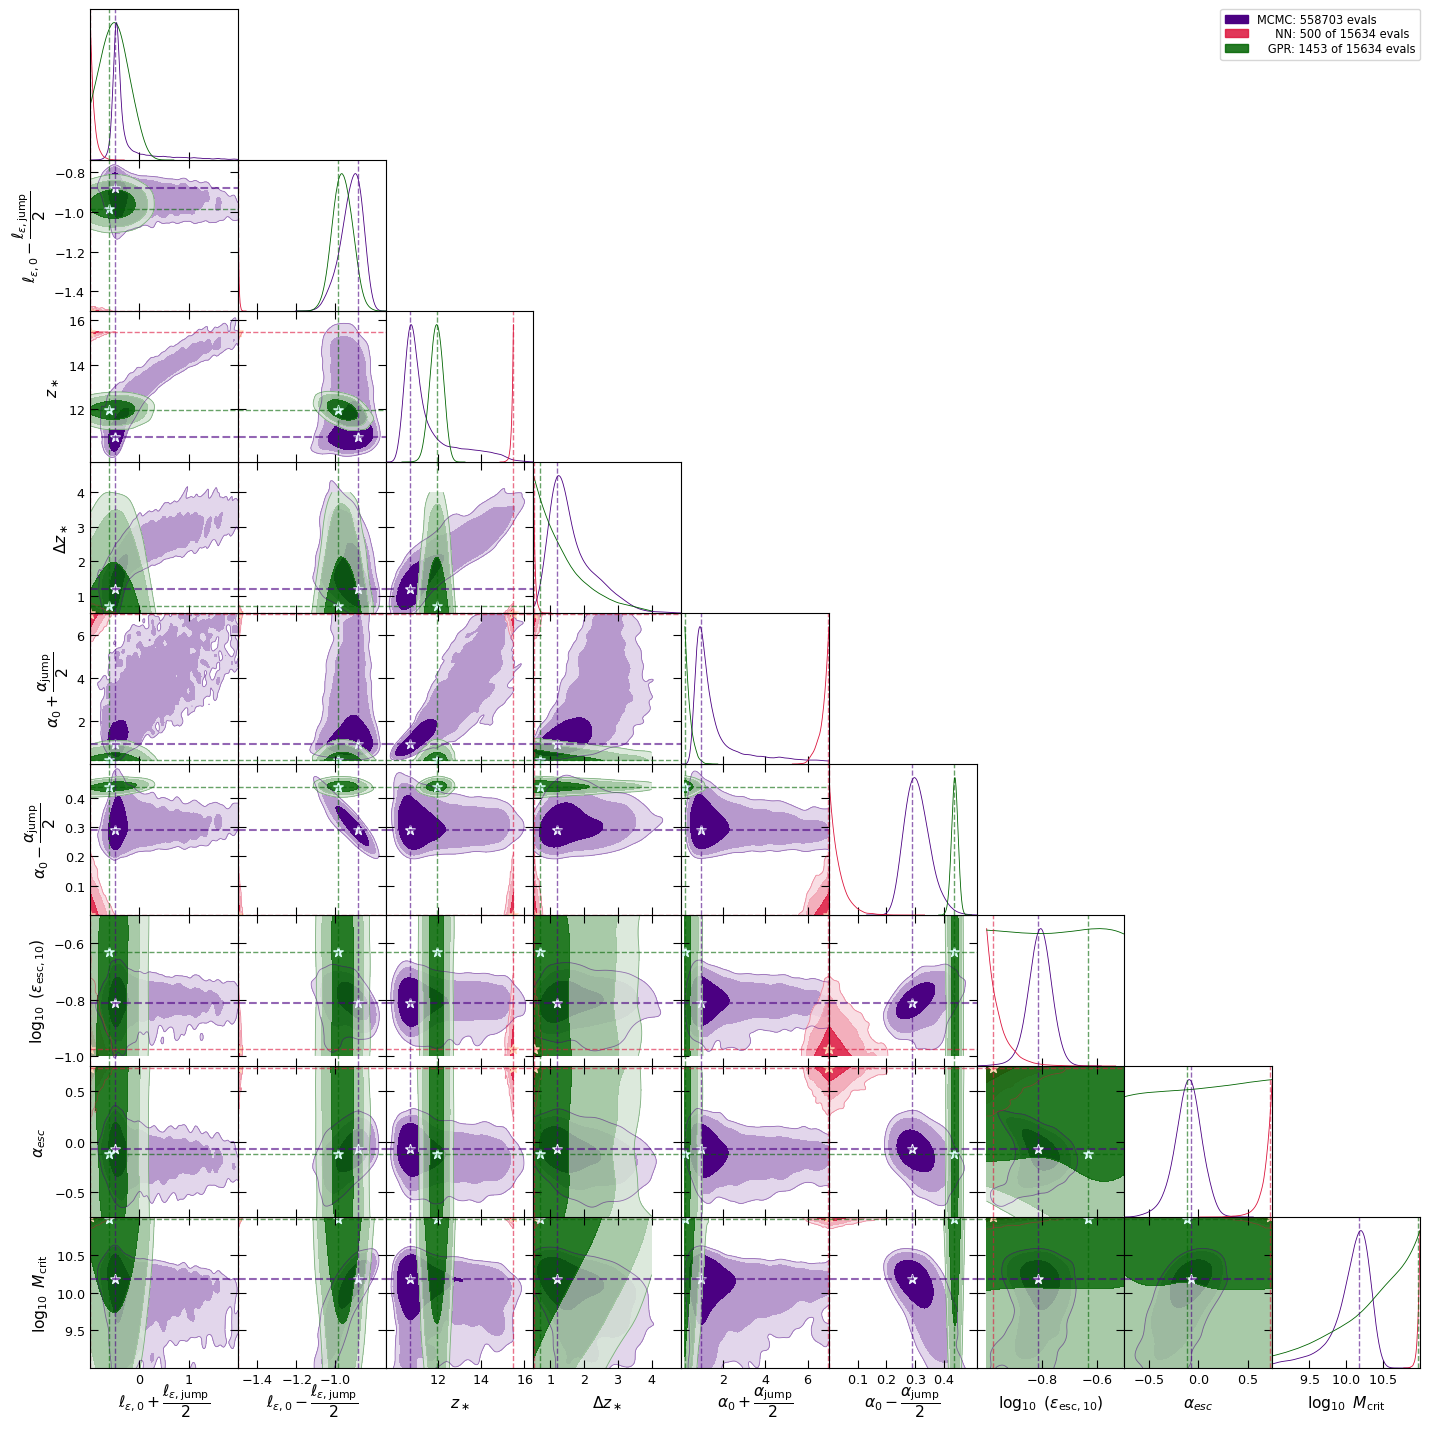 MCMC: 558703 evals
NN: 500 of 15634 evals
GPR: 1453 of 15634 evals
−0.8
−1.0
−1.2
−1.4
ℓ_{ε, 0} − ℓ_{ε, jump}/2
16
14
12
z_*
4
3
2
1
Δz_*
6
4
2
α_0 + α_jump/2
0.4
0.3
0.2
0.1
α_0 − α_jump/2
−0.6
−0.8
−1.0
log_10 (ε_{esc, 10})
0.5
0.0
−0.5
α_esc
10.5
10.0
9.5
log_10 M_crit
0 1 −1.4 −1.2 −1.0 12 14 16 1 2 3 4 2 4 6 0.1 0.2 0.3 0.4 −0.8 −0.6 −0.5 0.0 0.5 9.5 10.0 10.5
ℓ_{ε, 0} + ℓ_{ε, jump}/2 ℓ_{ε, 0} − ℓ_{ε, jump}/2 z_* Δz_* α_0 + α_jump/2 α_0 − α_jump/2 log_10 (ε_{esc, 10}) α_esc log_10 M_crit